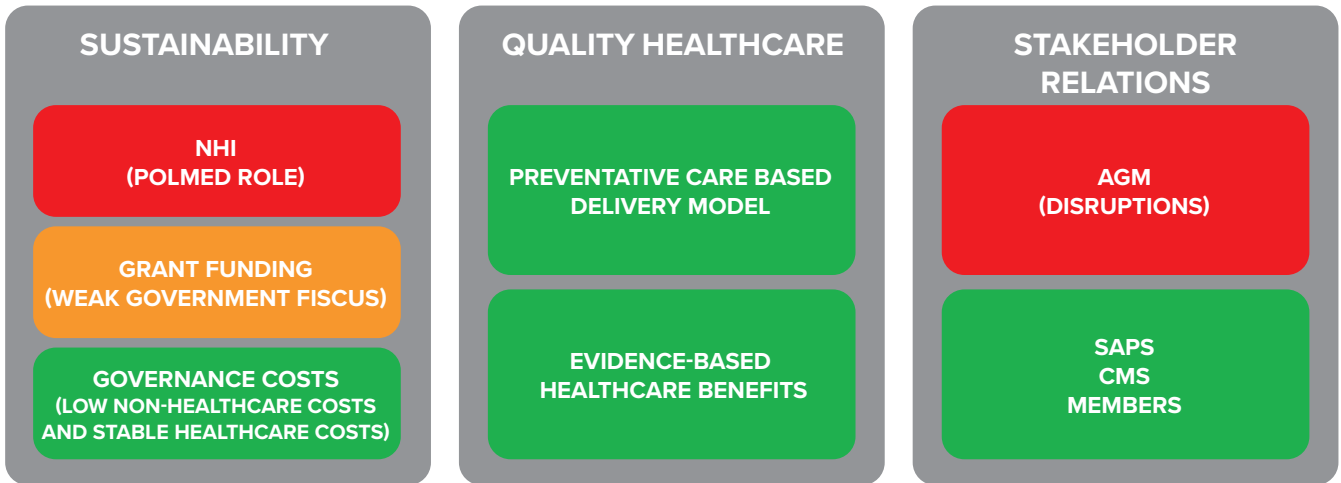 SUSTAINABILITY
NHI
(POLMED ROLE)
GRANT FUNDING
(WEAK GOVERNMENT FISCUS)
GOVERNANCE COSTS
(LOW NON-HEALTHCARE COSTS
AND STABLE HEALTHCARE COSTS)
QUALITY HEALTHCARE
PREVENTATIVE CARE BASED
DELIVERY MODEL
EVIDENCE-BASED
HEALTHCARE BENEFITS
STAKEHOLDER
RELATIONS
AGM
(DISRUPTIONS)
SAPS
CMS
MEMBERS